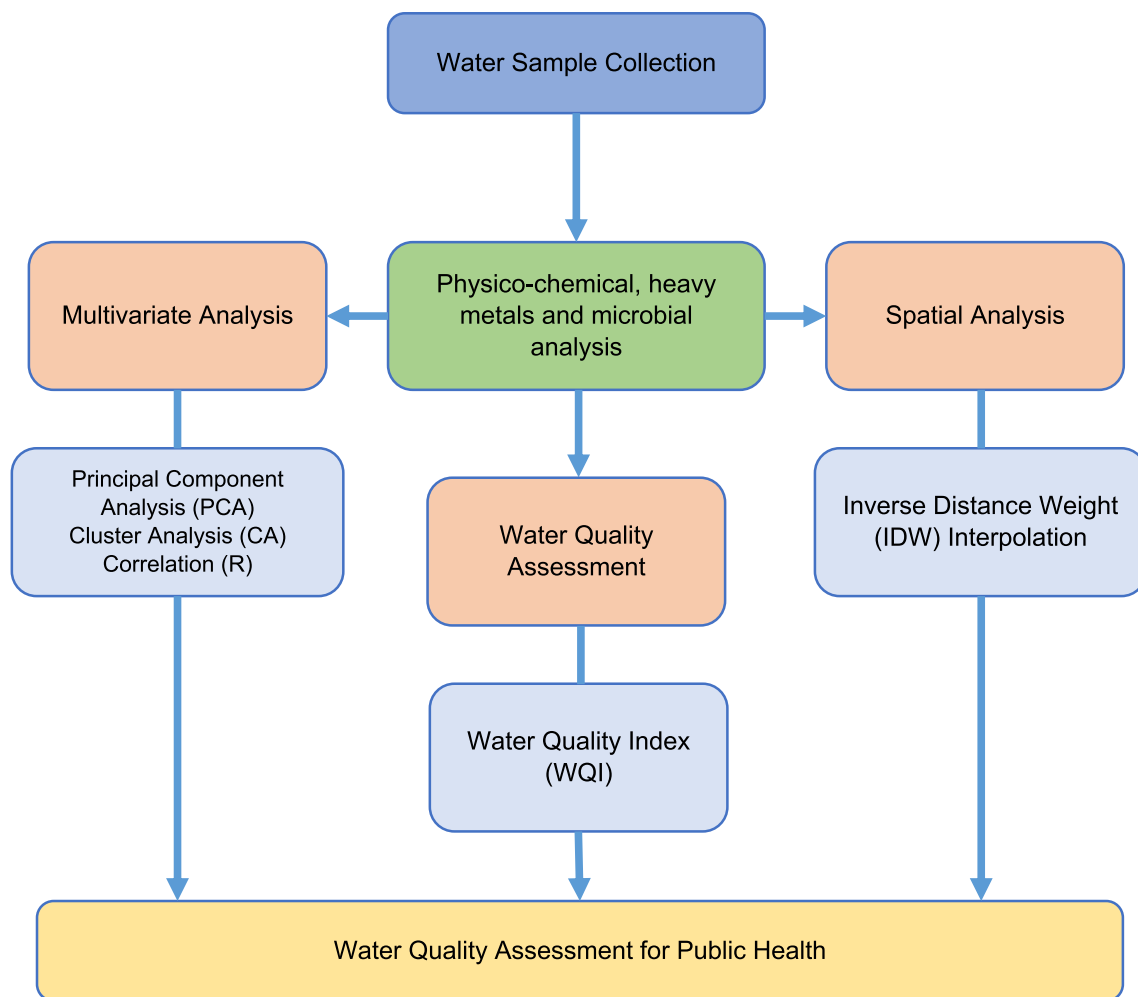 Water Sample Collection
Multivariate Analysis
Physico-chemical, heavy
metals and microbial
analysis
Spatial Analysis
Principal Component
Analysis (PCA)
Cluster Analysis (CA)
Correlation (R)
Water Quality
Assessment
Inverse Distance Weight
(IDW) Interpolation
Water Quality Index
(WQI)
Water Quality Assessment for Public Health